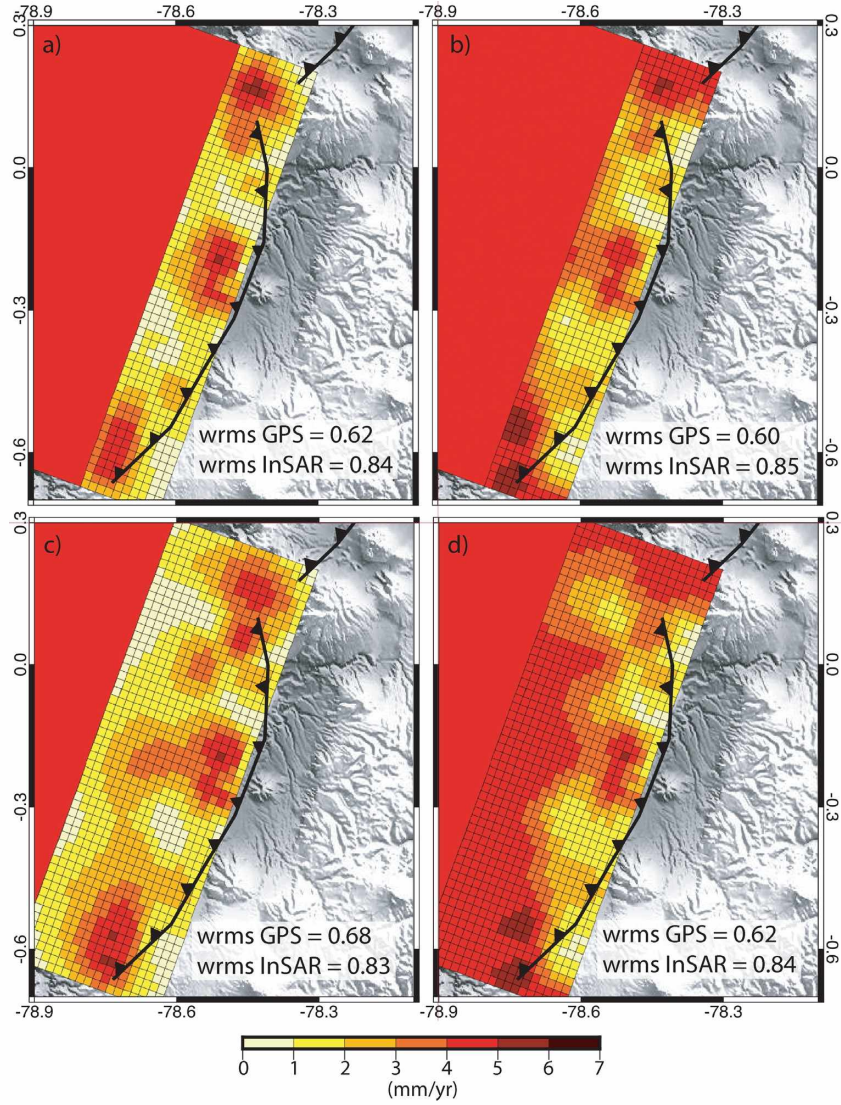 -78.9 -78.6 -78.3
-78.9 -78.6 -78.3
0.3
0.3
a)
b)
0.0
0.0
-0.3
-0.3
wrms GPS = 0.62
wrms InSAR = 0.84
wrms GPS = 0.60
wrms InSAR = 0.85
-0.6
-0.6
0.3
0.3
c)
d)
0.0
0.0
-0.3
-0.3
wrms GPS = 0.68
wrms InSAR = 0.83
wrms GPS = 0.62
wrms InSAR = 0.84
-0.6
-0.6
-78.9 -78.6 -78.3
-78.9 -78.6 -78.3
0 1 2 3 4 5 6 7
(mm/yr)